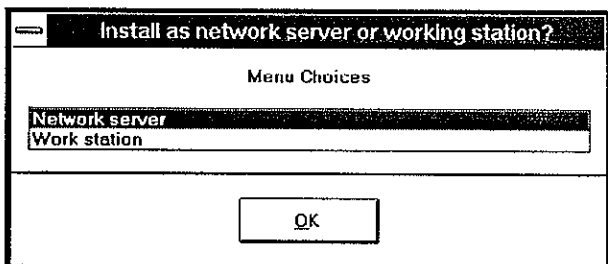 Install as network server or working station?
Menu Choices
Network server
Work station
OK